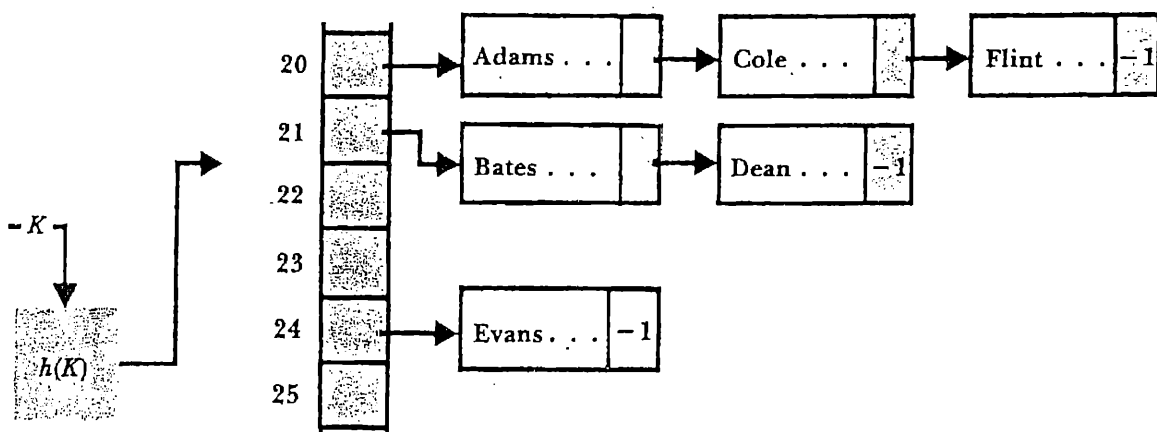 20
Adams . . .
Cole . . .
Flint . . .
-1
21
Bates . . .
Dean . . .
-1
22
- K -
23
24
Evans . . .
-1
h(K)
25